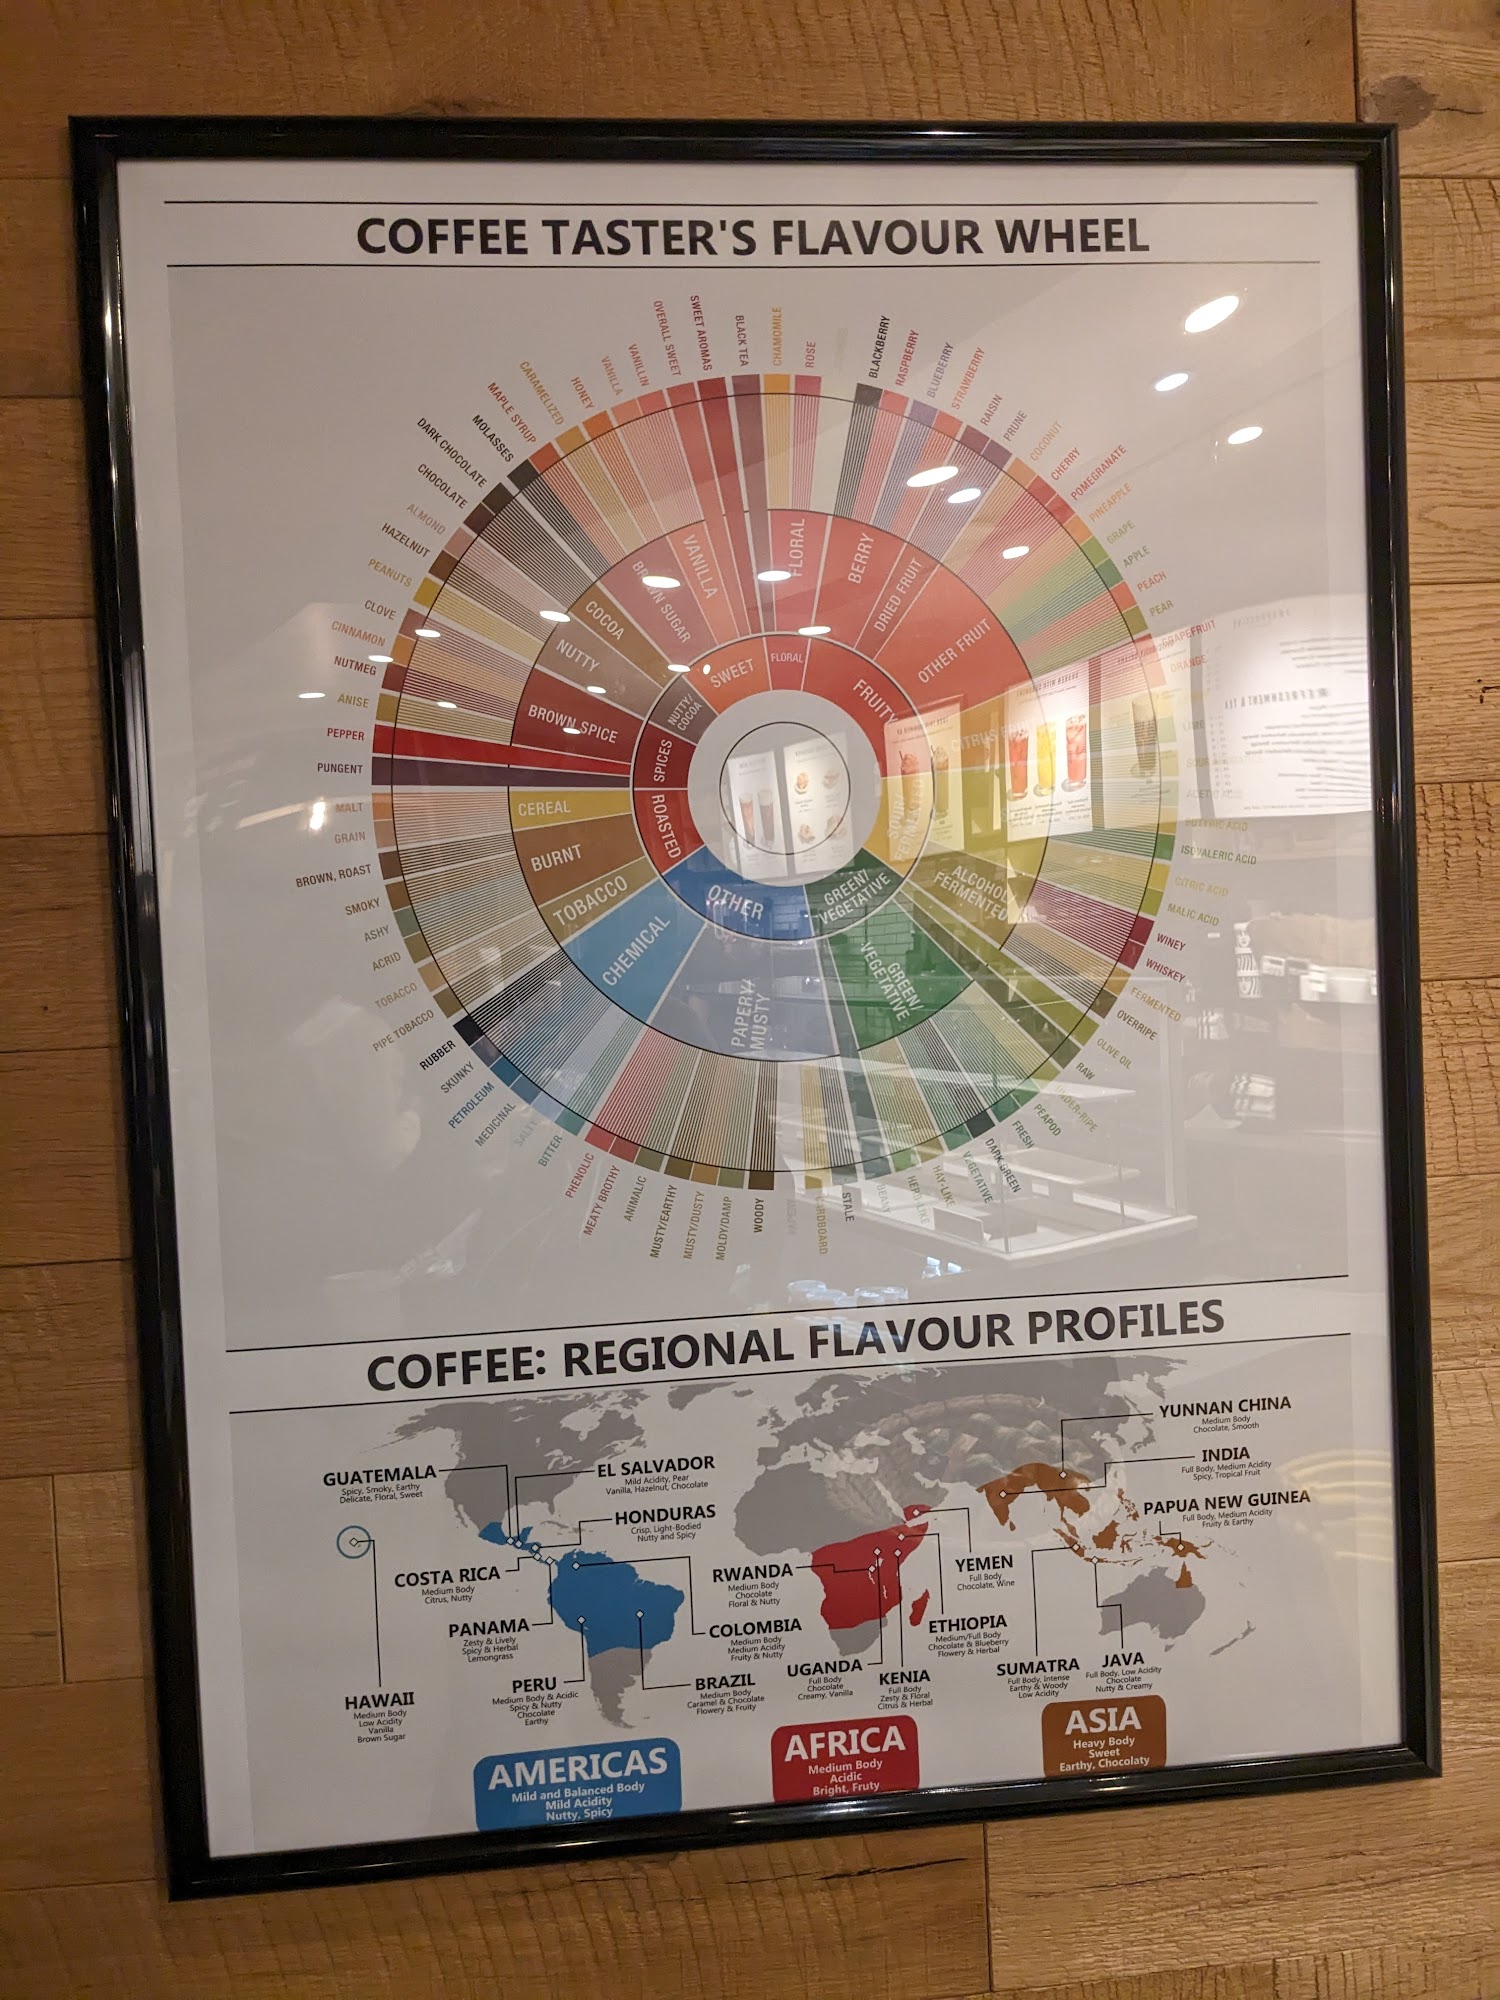 COFFEE TASTER'S FLAVOUR WHEEL
OVERALL SWEET
SWEET AROMAS
BLACK TEA
CHAMOMILE
ROSE
BLACKBERRY
RASPBERRY
BLUEBERRY
STRAWBERRY
RAISIN
PRUNE
COCONUT
CHERRY
POMEGRANATE
PINEAPPLE
GRAPE
APPLE
PEACH
PEAR
GRAPEFRUIT
ORANGE
LIME
BUTYRIC ACID
ISOVALERIC ACID
CITRIC ACID
MALIC ACID
WINEY
WHISKEY
FERMENTED
OVERRIPE
OLIVE OIL
RAW
UNDER-RIPE
PEAPOD
FRESH
DARK GREEN
VEGETATIVE
HAY-LIKE
STALE
WOODY
MOLDY/DAMP
MUSTY/DUSTY
MUSTY/EARTHY
ANIMALIC
MEATY BROTHY
PHENOLIC
BITTER
SALTY
MEDICINAL
PETROLEUM
SKUNKY
RUBBER
PIPE TOBACCO
TOBACCO
ACRID
ASHY
SMOKY
BROWN, ROAST
GRAIN
MALT
PUNGENT
PEPPER
ANISE
NUTMEG
CINNAMON
CLOVE
PEANUTS
HAZELNUT
ALMOND
CHOCOLATE
DARK CHOCOLATE
MOLASSES
MAPLE SYRUP
CARAMELIZED
HONEY
VANILLA
VANILLIN
FLORAL
BERRY
DRIED FRUIT
OTHER FRUIT
CITRUS FRUIT
ALCOHOL/
FERMENTED
GREEN/
VEGETATIVE
PAPERY/
MUSTY
CHEMICAL
TOBACCO
BURNT
CEREAL
BROWN SPICE
NUTTY
COCOA
BROWN SUGAR
VANILLA
SWEET
FLORAL
FRUITY
SOUR/
FERMENTED
GREEN/
VEGETATIVE
OTHER
ROASTED
SPICES
NUTTY/
COCOA
COFFEE: REGIONAL FLAVOUR PROFILES
GUATEMALA
Spicy, Smoky, Earthy
Delicate, Floral, Sweet
EL SALVADOR
Mild Acidity, Pear
Vanilla, Hazelnut, Chocolate
HONDURAS
Crisp, Light-Bodied
Nutty and Spicy
COSTA RICA
Medium Body
Citrus, Nutty
PANAMA
Zesty & Lively
Spicy & Herbal
Lemongrass
HAWAII
Medium Body
Low Acidity
Vanilla
Brown Sugar
PERU
Medium Body & Acidic
Spicy & Nutty
Chocolate
Earthy
COLOMBIA
Medium Body
Medium Acidity
Fruity & Nutty
BRAZIL
Medium Body
Caramel & Chocolate
Flowery & Fruity
RWANDA
Medium Body
Chocolate
Floral & Nutty
UGANDA
Full Body
Chocolate
Creamy, Vanilla
KENIA
Full Body
Zesty & Floral
Citrus & Herbal
YEMEN
Full Body
Chocolate, Wine
ETHIOPIA
Medium/Full Body
Chocolate & Blueberry
Flowery & Herbal
YUNNAN CHINA
Medium Body
Chocolate, Smooth
INDIA
Full Body, Medium Acidity
Spicy, Tropical Fruit
PAPUA NEW GUINEA
Full Body, Medium Acidity
Fruity & Earthy
SUMATRA
Full Body, Intense
Earthy & Woody
Low Acidity
JAVA
Full Body, Low Acidity
Chocolate
Nutty & Creamy
AMERICAS
Mild and Balanced Body
Mild Acidity
Nutty, Spicy
AFRICA
Medium Body
Acidic
Bright, Fruty
ASIA
Heavy Body
Sweet
Earthy, Chocolaty